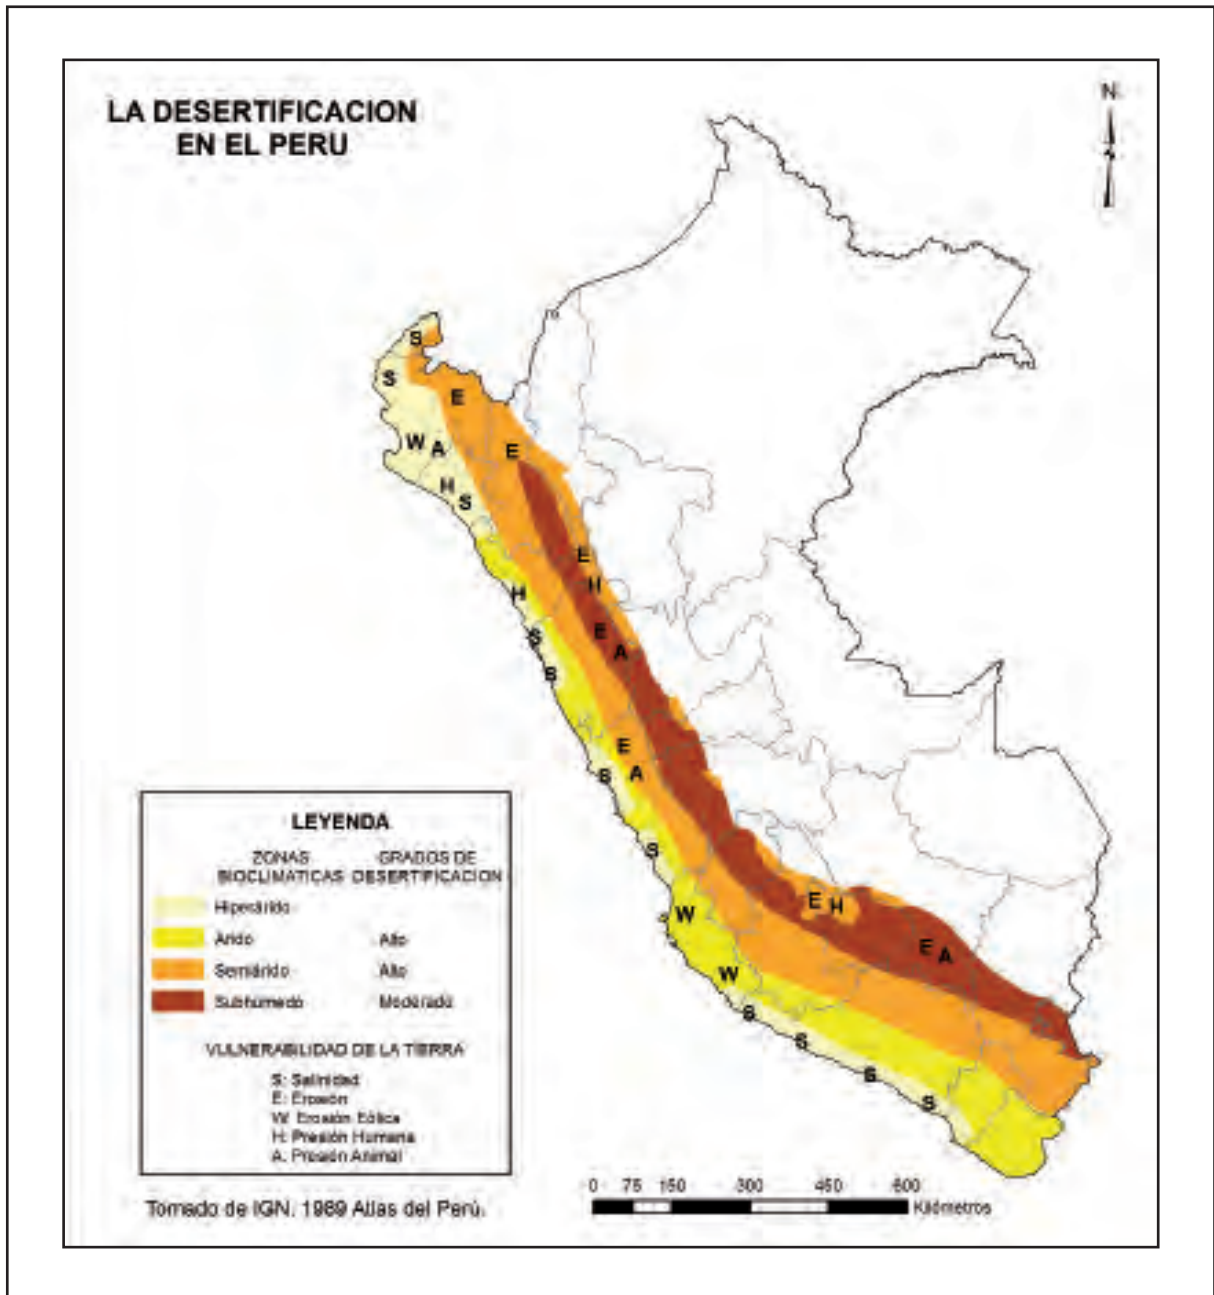 LA DESERTIFICACION
EN EL PERU
N
S
S
E
W A
E
H
S
E
H
H
E
S
A
S
E
S
A
S
E H
W
E A
W
S
S
S
S
LEYENDA
ZONAS BIOCLIMATICAS
GRADOS DE DESERTIFICACION
Hiperárido
Arido Alto
Semiárido Alto
Subhúmedo Moderado
VULNERABILIDAD DE LA TIERRA
S: Salinidad
E: Erosión
W: Erosión Eólica
H: Presión Humana
A: Presión Animal
0 75 150 300 450 600
Kilómetros
Tomado de IGN. 1989 Atlas del Perú.